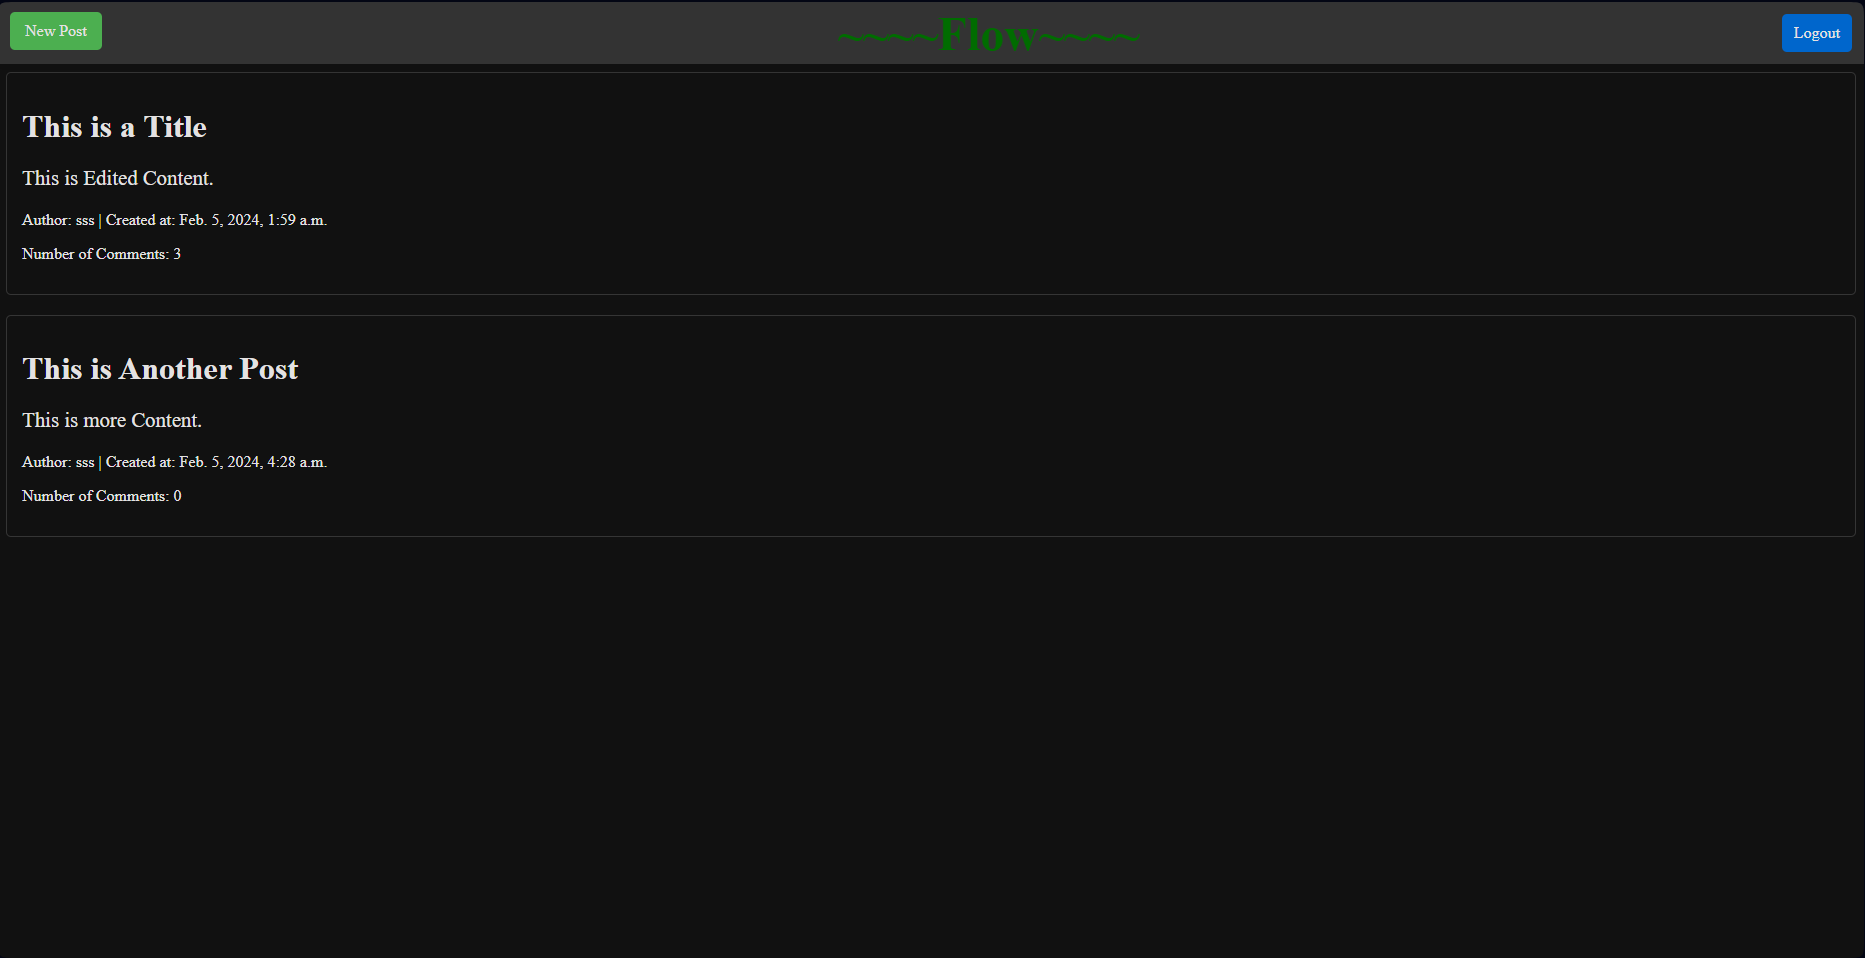 New Post
~~~~Flow~~~~
Logout
This is a Title
This is Edited Content.
Author: sss | Created at: Feb. 5, 2024, 1:59 a.m.
Number of Comments: 3
This is Another Post
This is more Content.
Author: sss | Created at: Feb. 5, 2024, 4:28 a.m.
Number of Comments: 0